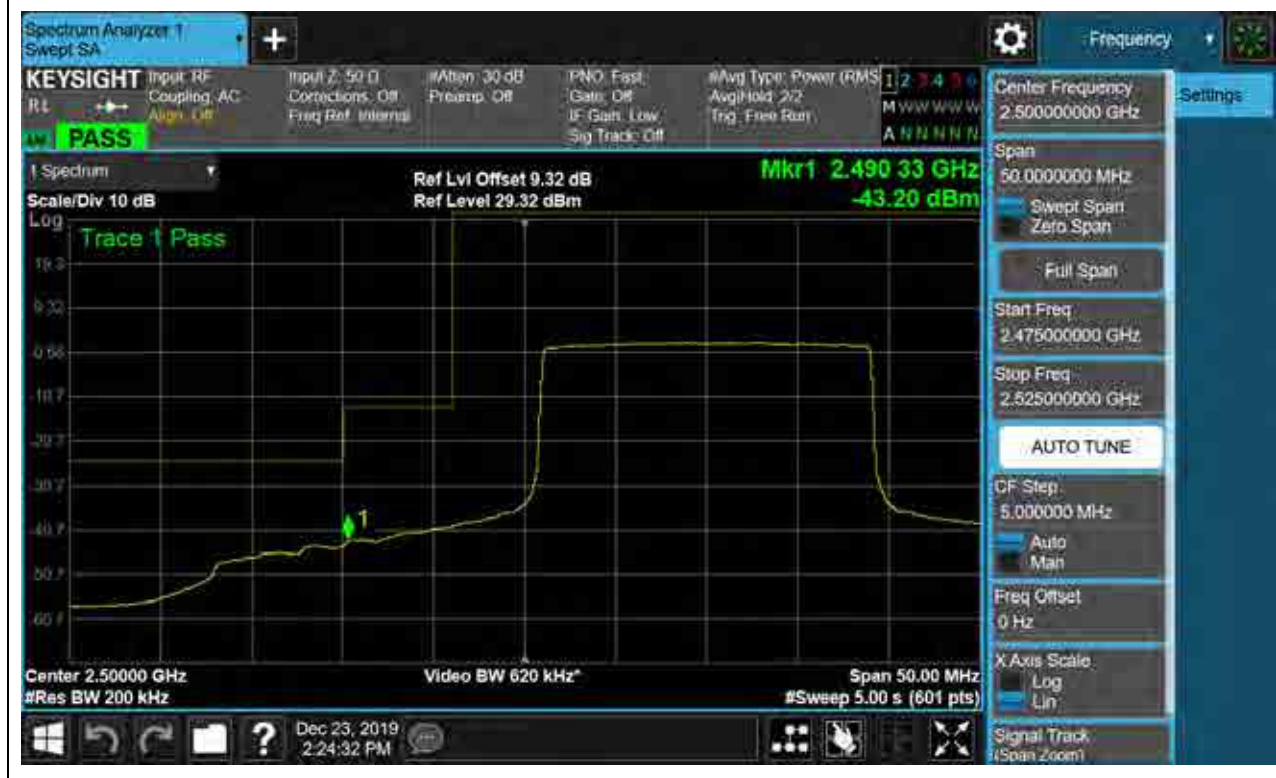 Spectrum Analyzer 1
Swept SA
Frequency
KEYSIGHT
Input: RF
Coupling: AC
Align: Off
Input Z: 50 Ω
Corrections: Off
Freq Ref: Internal
#Atten: 30 dB
Preamp: Off
PNO: Fast
Gate: Off
IF Gain: Low
Sig Track: Off
#Avg Type: Power (RMS
Avg|Hold: 2/2
Trig: Free Run
1 2 3 4 5 6
M W W W W W
A N N N N N
RL
PASS
1 Spectrum
Scale/Div 10 dB
Log
Ref Lvl Offset 9.32 dB
Ref Level 29.32 dBm
Mkr1 2.490 33 GHz
-43.20 dBm
Trace 1 Pass
19.3
9.32
-0.68
-10.7
-20.7
-30.7
-40.7
-50.7
-60.7
1
Center 2.50000 GHz
#Res BW 200 kHz
Video BW 620 kHz*
Span 50.00 MHz
#Sweep 5.00 s (601 pts)
Dec 23, 2019
2:24:32 PM
Center Frequency
2.500000000 GHz
Settings
Span
50.0000000 MHz
Swept Span
Zero Span
Full Span
Start Freq
2.475000000 GHz
Stop Freq
2.525000000 GHz
AUTO TUNE
CF Step
5.000000 MHz
Auto
Man
Freq Offset
0 Hz
X Axis Scale
Log
Lin
Signal Track
(Span Zoom)